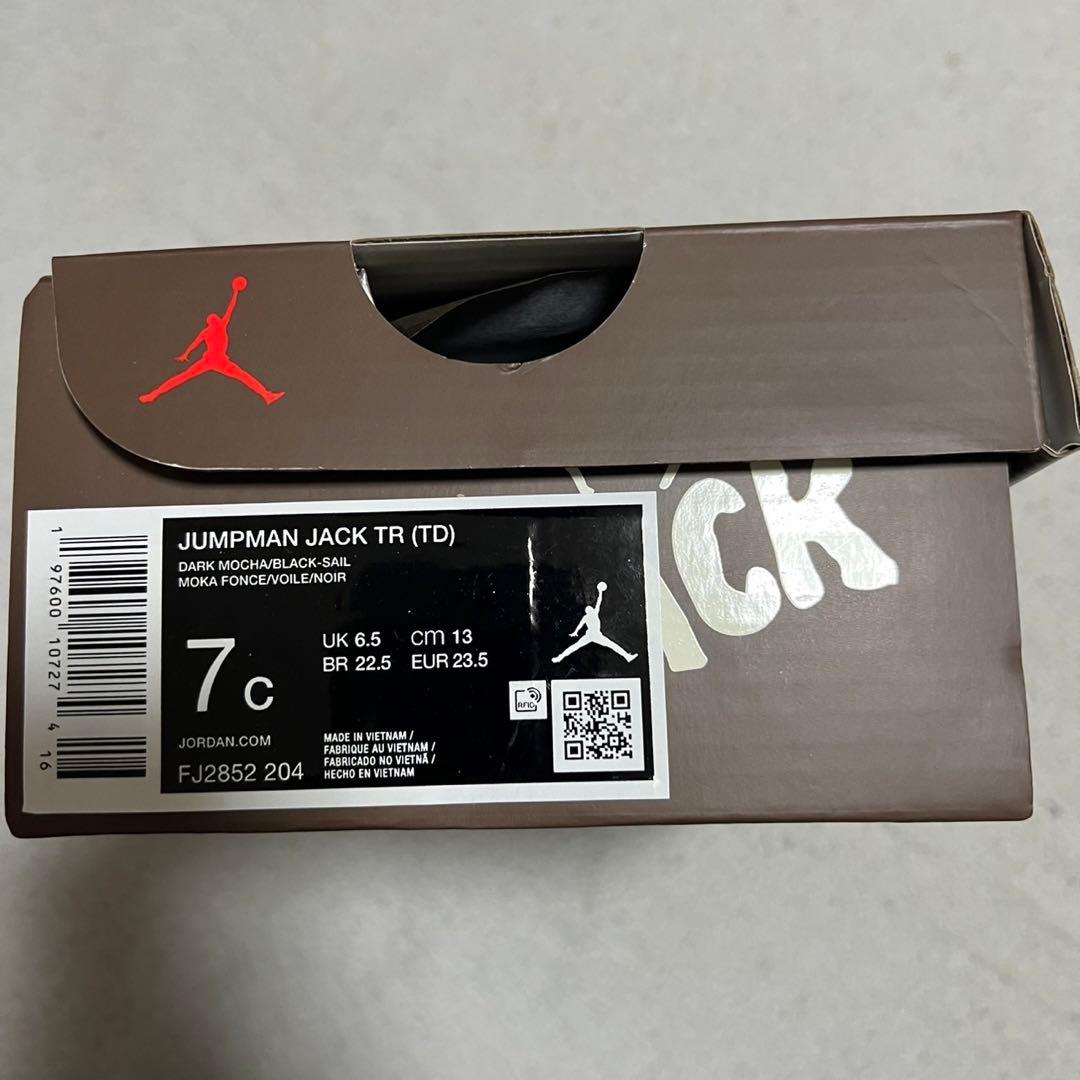 JUMPMAN JACK TR (TD)
DARK MOCHA/BLACK-SAIL
MOKA FONCE/VOILE/NOIR
7 C
UK 6.5 cm 13
BR 22.5 EUR 23.5
RFID
JORDAN.COM
FJ2852 204
MADE IN VIETNAM /
FABRIQUE AU VIETNAM /
FABRICADO NO VIETNÃ /
HECHO EN VIETNAM
1 97600 10727 4 16